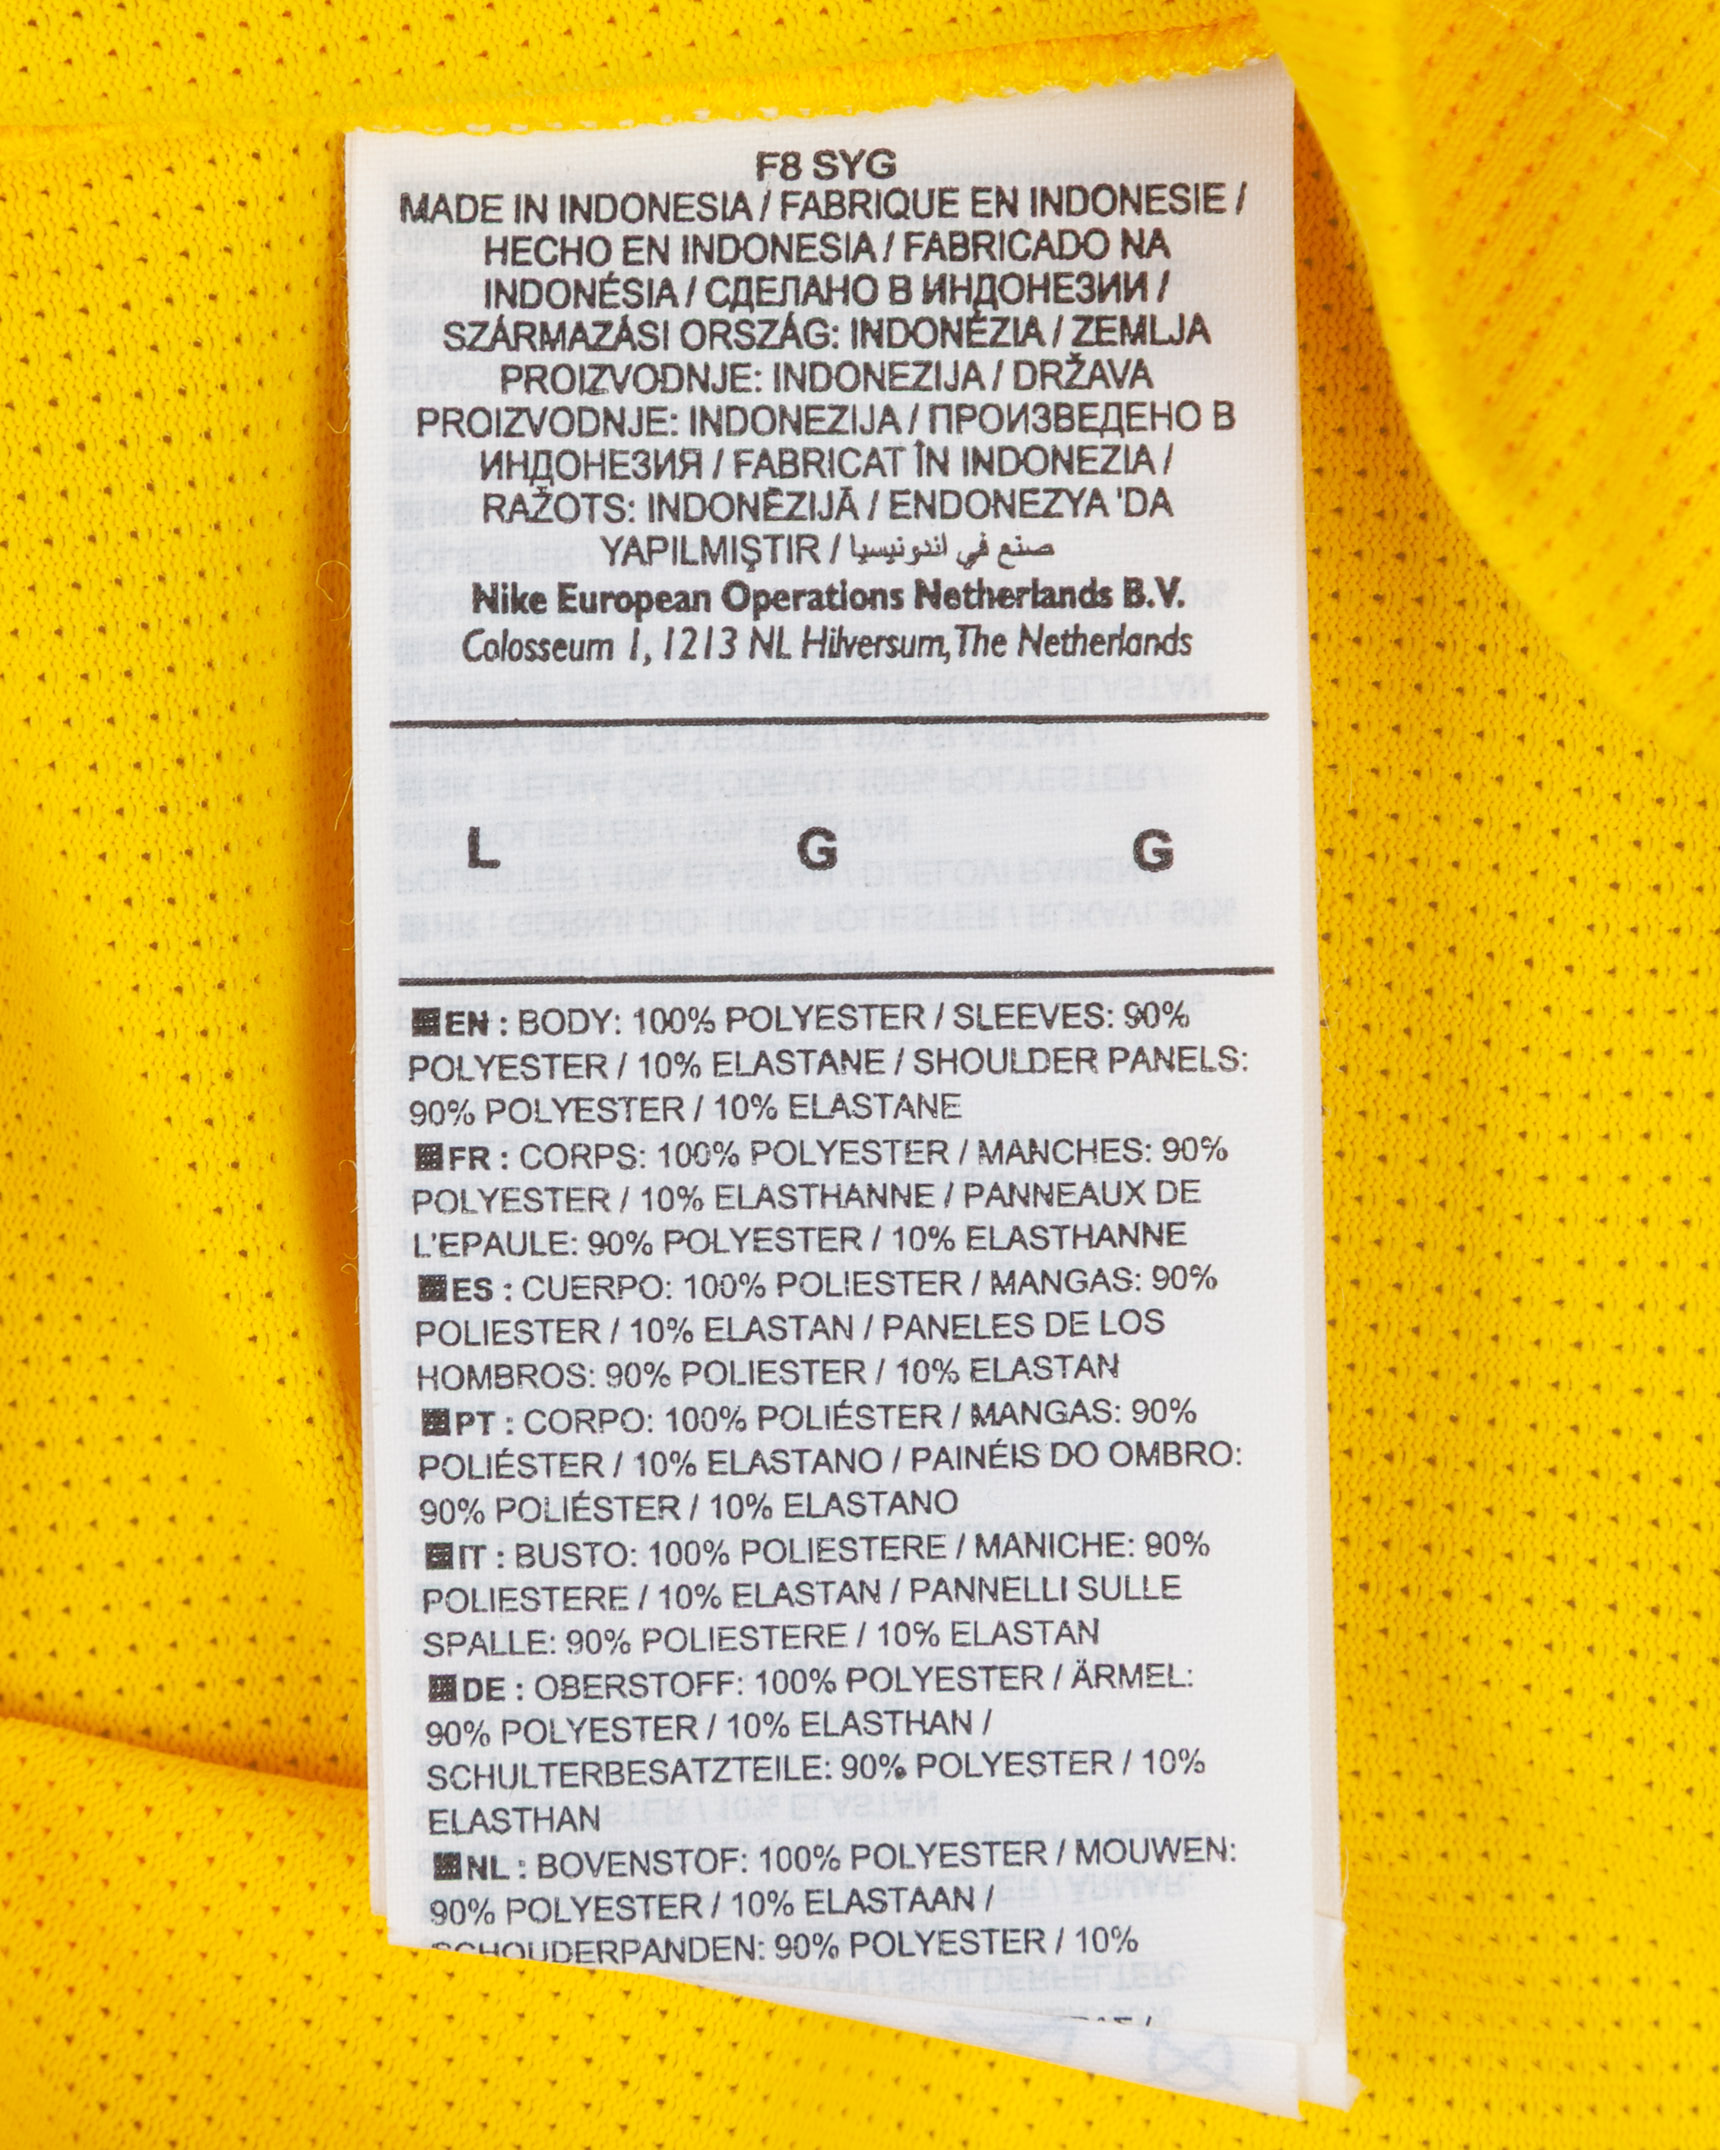 F8 SYG
MADE IN INDONESIA / FABRIQUE EN INDONESIE /
HECHO EN INDONESIA / FABRICADO NA
INDONÉSIA / СДЕЛАНО В ИНДОНЕЗИИ /
SZÁRMAZÁSI ORSZÁG: INDONÉZIA / ZEMLJA
PROIZVODNJE: INDONEZIJA / DRŽAVA
PROIZVODNJE: INDONEZIJA / ПРОИЗВЕДЕНО В
ИНДОНЕЗИЯ / FABRICAT ÎN INDONEZIA /
RAŽOTS: INDONĒZIJĀ / ENDONEZYA 'DA
YAPILMIŞTIR / صنع في اندونيسيا
Nike European Operations Netherlands B.V.
Colosseum 1, 1213 NL Hilversum, The Netherlands
L G G
EN : BODY: 100% POLYESTER / SLEEVES: 90%
POLYESTER / 10% ELASTANE / SHOULDER PANELS:
90% POLYESTER / 10% ELASTANE
FR : CORPS: 100% POLYESTER / MANCHES: 90%
POLYESTER / 10% ELASTHANNE / PANNEAUX DE
L'EPAULE: 90% POLYESTER / 10% ELASTHANNE
ES : CUERPO: 100% POLIESTER / MANGAS: 90%
POLIESTER / 10% ELASTAN / PANELES DE LOS
HOMBROS: 90% POLIESTER / 10% ELASTAN
PT : CORPO: 100% POLIÉSTER / MANGAS: 90%
POLIÉSTER / 10% ELASTANO / PAINÉIS DO OMBRO:
90% POLIÉSTER / 10% ELASTANO
IT : BUSTO: 100% POLIESTERE / MANICHE: 90%
POLIESTERE / 10% ELASTAN / PANNELLI SULLE
SPALLE: 90% POLIESTERE / 10% ELASTAN
DE : OBERSTOFF: 100% POLYESTER / ÄRMEL:
90% POLYESTER / 10% ELASTHAN /
SCHULTERBESATZTEILE: 90% POLYESTER / 10%
ELASTHAN
NL : BOVENSTOF: 100% POLYESTER / MOUWEN:
90% POLYESTER / 10% ELASTAAN /
SCHOUDERPANDEN: 90% POLYESTER / 10%